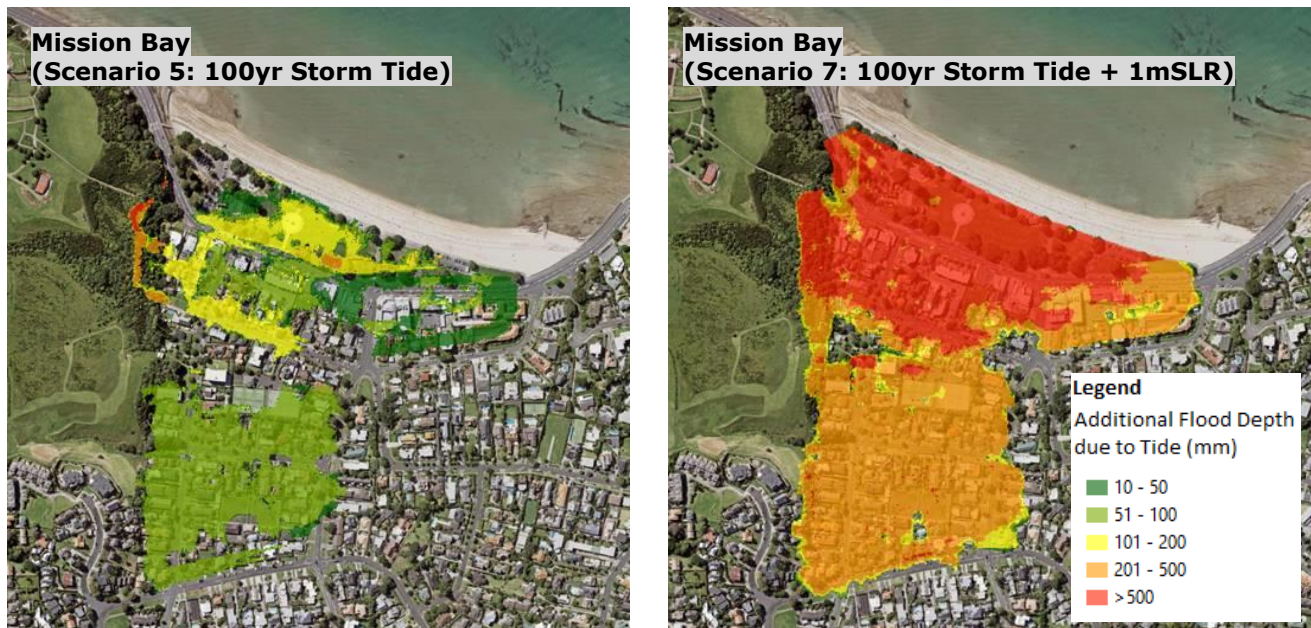 Mission Bay
(Scenario 5: 100yr Storm Tide)
Mission Bay
(Scenario 7: 100yr Storm Tide + 1mSLR)
Legend
Additional Flood Depth
due to Tide (mm)
10 - 50
51 - 100
101 - 200
201 - 500
>500